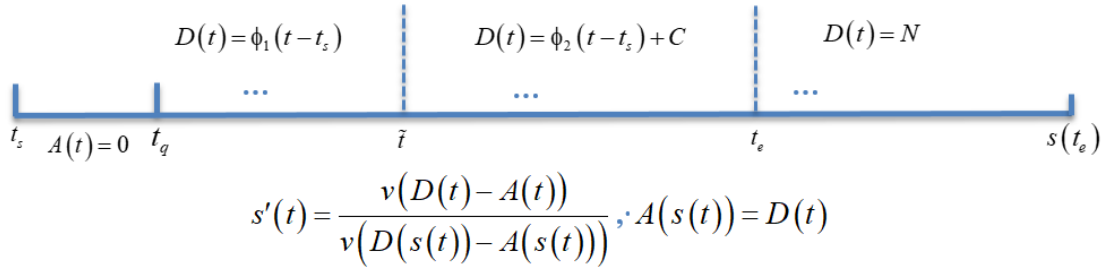 D(t)=ϕ₁(t−tₛ) D(t)=ϕ₂(t−tₛ)+C D(t)=N
... ... ...
tₛ A(t)=0 t_q t̃ tₑ s(tₑ)
s′(t)=v(D(t)−A(t))/v(D(s(t))−A(s(t))), A(s(t))=D(t)